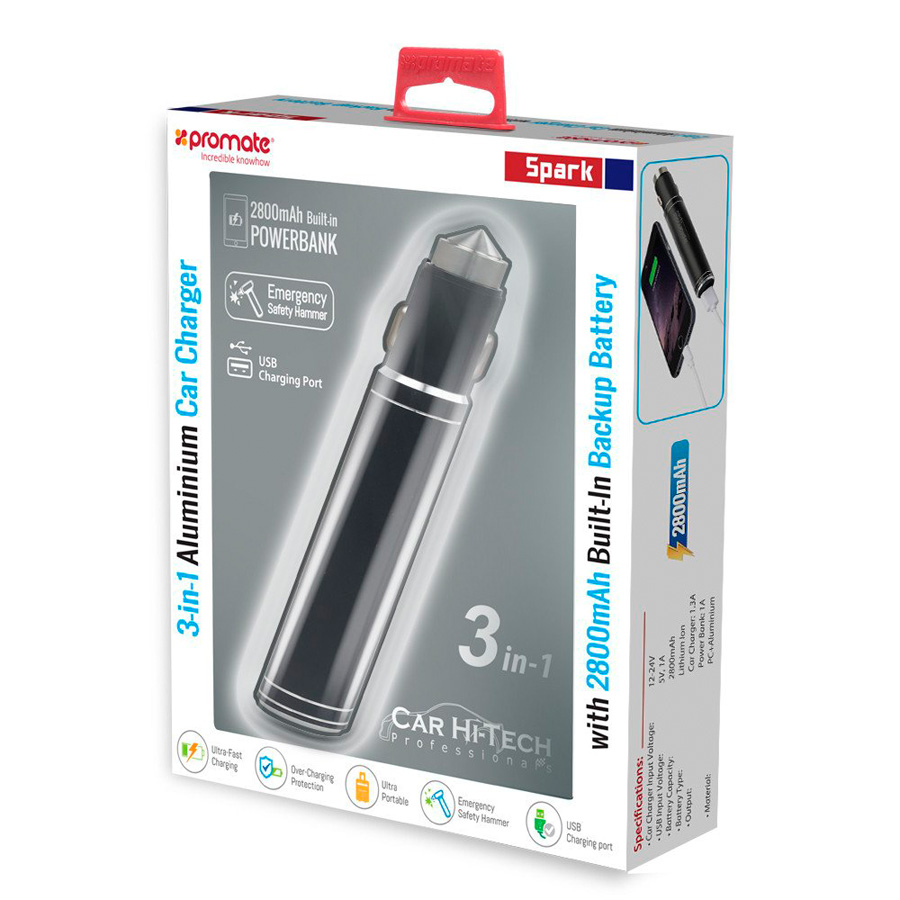 promate
promate®
Incredible knowhow
Spark
2800mAh Built-in
POWERBANK
Emergency
Safety Hammer
USB
Charging Port
3-in-1 Aluminium Car Charger
with 2800mAh Built-In Backup Battery
3 in-1
CAR HI-TECH
Professionals
Ultra-Fast
Charging
Over-Charging
Protection
Ultra
Portable
Emergency
Safety Hammer
USB
Charging port
2800mAh
Specifications:
• Car Charger Input Voltage: 12-24V
• USB Input Voltage: 5V, 1A
• Battery Capacity: 2800mAh
• Battery Type: Lithium Ion
• Output: Car Charger: 1.3A
Power Bank: 1A
• Material: PC+Aluminium